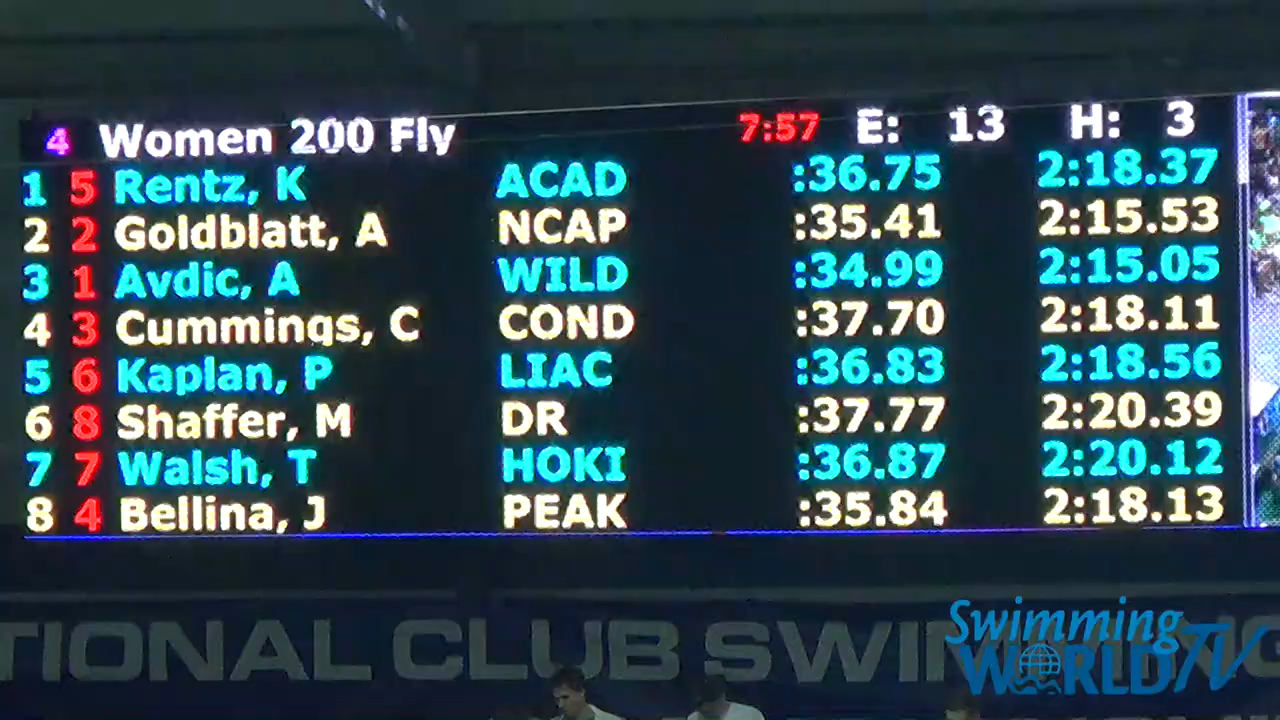 4 Women 200 Fly 7:57 E: 13 H: 3
1 5 Rentz, K ACAD :36.75 2:18.37
2 2 Goldblatt, A NCAP :35.41 2:15.53
3 1 Avdic, A WILD :34.99 2:15.05
4 3 Cummings, C COND :37.70 2:18.11
5 6 Kaplan, P LIAC :36.83 2:18.56
6 8 Shaffer, M DR :37.77 2:20.39
7 7 Walsh, T HOKI :36.87 2:20.12
8 4 Bellina, J PEAK :35.84 2:18.13
TIONAL CLUB SWIM
Swimming
WORLD TV